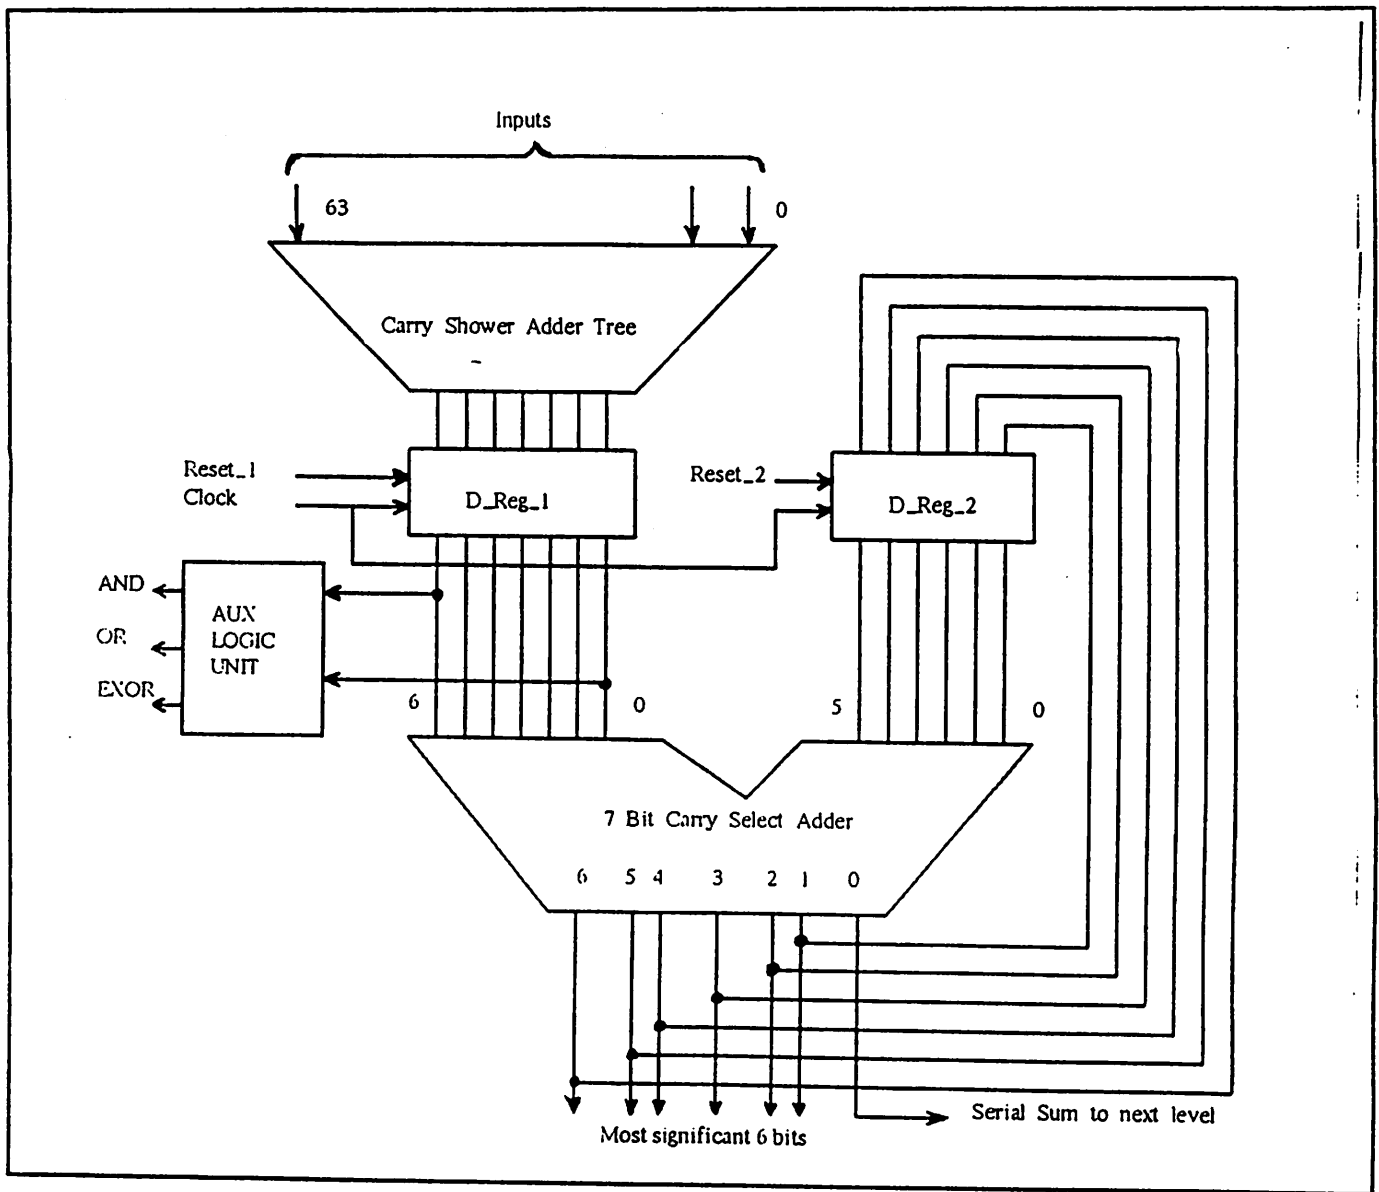 Inputs
63
0
Carry Shower Adder Tree
Reset_1
Clock
D_Reg_1
Reset_2
D_Reg_2
AND
OR
EXOR
AUX
LOGIC
UNIT
6
0
5
0
7 Bit Carry Select Adder
6 5 4 3 2 1 0
Serial Sum to next level
Most significant 6 bits